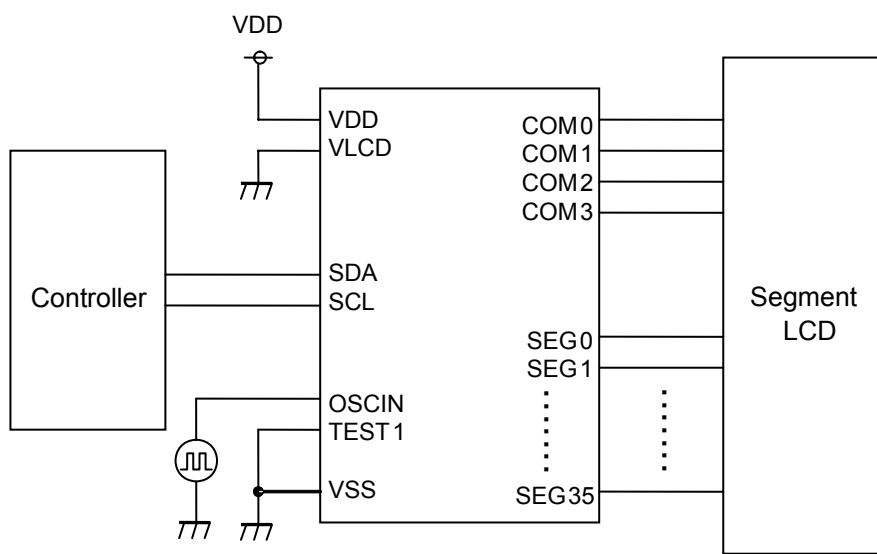 VDD
VDD
VLCD
SDA
SCL
OSCIN
TEST1
VSS
COM0
COM1
COM2
COM3
SEG0
SEG1
SEG35
Controller
Segment
LCD